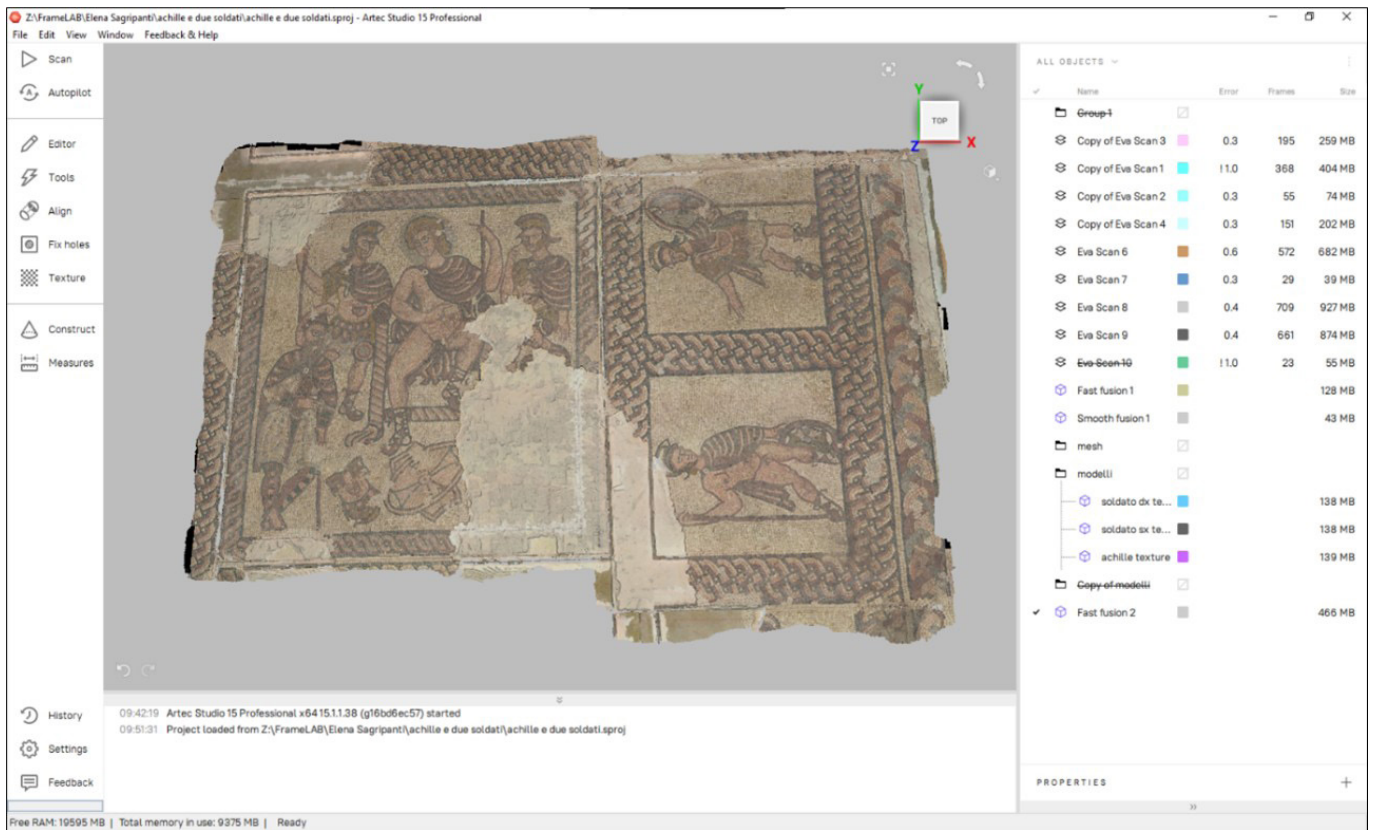 Z:\FrameLAB\Elena Sagripanti\achille e due soldati\achille e due soldati.sproj - Artec Studio 15 Professional
File Edit View Window Feedback & Help
Scan
Autopilot
Editor
Tools
Align
Fix holes
Texture
Construct
Measures
History
Settings
Feedback
Y
TOP
Z
X
ALL OBJECTS
Name Error Frames Size
Group 1
Copy of Eva Scan 3 0.3 195 259 MB
Copy of Eva Scan 1 !1.0 368 404 MB
Copy of Eva Scan 2 0.3 55 74 MB
Copy of Eva Scan 4 0.3 151 202 MB
Eva Scan 6 0.6 572 682 MB
Eva Scan 7 0.3 29 39 MB
Eva Scan 8 0.4 709 927 MB
Eva Scan 9 0.4 661 874 MB
Eva Scan 10 !1.0 23 55 MB
Fast fusion 1 128 MB
Smooth fusion 1 43 MB
mesh
modelli
soldato dx te... 138 MB
soldato sx te... 138 MB
achille texture 139 MB
Copy of modelli
Fast fusion 2 466 MB
PROPERTIES
09:42:19 Artec Studio 15 Professional x64 15.1.1.38 (g16bd6ec57) started
09:51:31 Project loaded from Z:\FrameLAB\Elena Sagripanti\achille e due soldati\achille e due soldati.sproj
Free RAM: 19595 MB | Total memory in use: 9375 MB | Ready